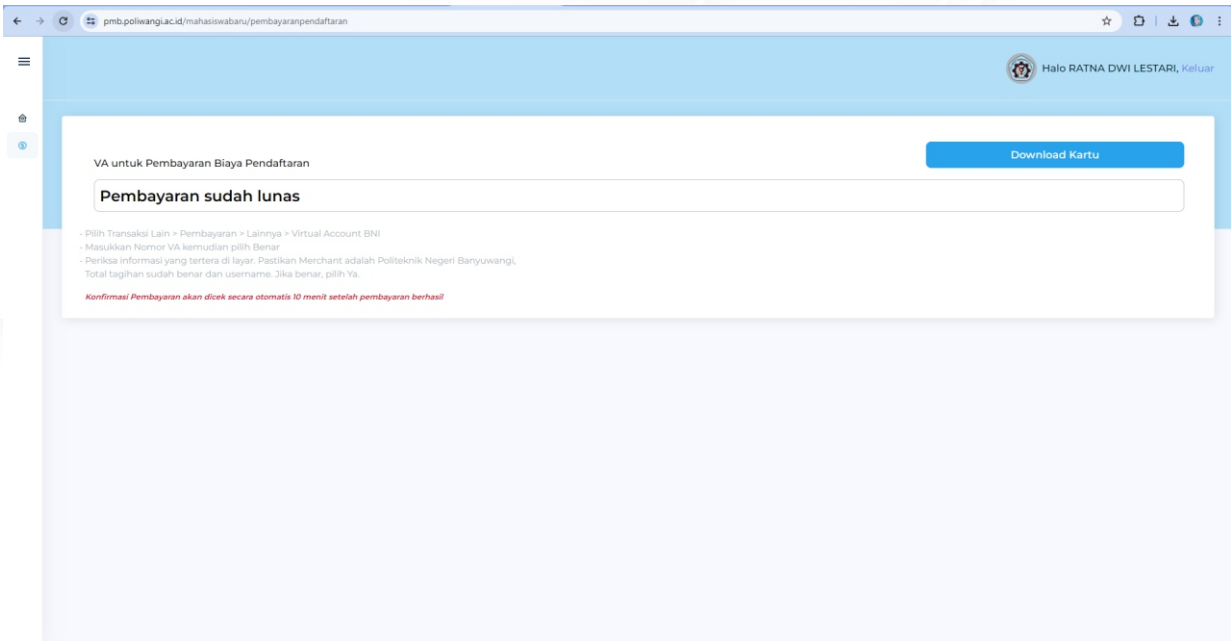 pmb.poliwangi.ac.id/mahasiswabaru/pembayaranpendaftaran
Halo RATNA DWI LESTARI, Keluar
Download Kartu
VA untuk Pembayaran Biaya Pendaftaran
Pembayaran sudah lunas
- Pilih Transaksi Lain > Pembayaran > Lainnya > Virtual Account BNI
- Masukkan Nomor VA kemudian pilih Benar
- Periksa informasi yang tertera di layar. Pastikan Merchant adalah Politeknik Negeri Banyuwangi,
Total tagihan sudah benar dan username. Jika benar, pilih Ya.
Konfirmasi Pembayaran akan dicek secara otomatis 10 menit setelah pembayaran berhasil